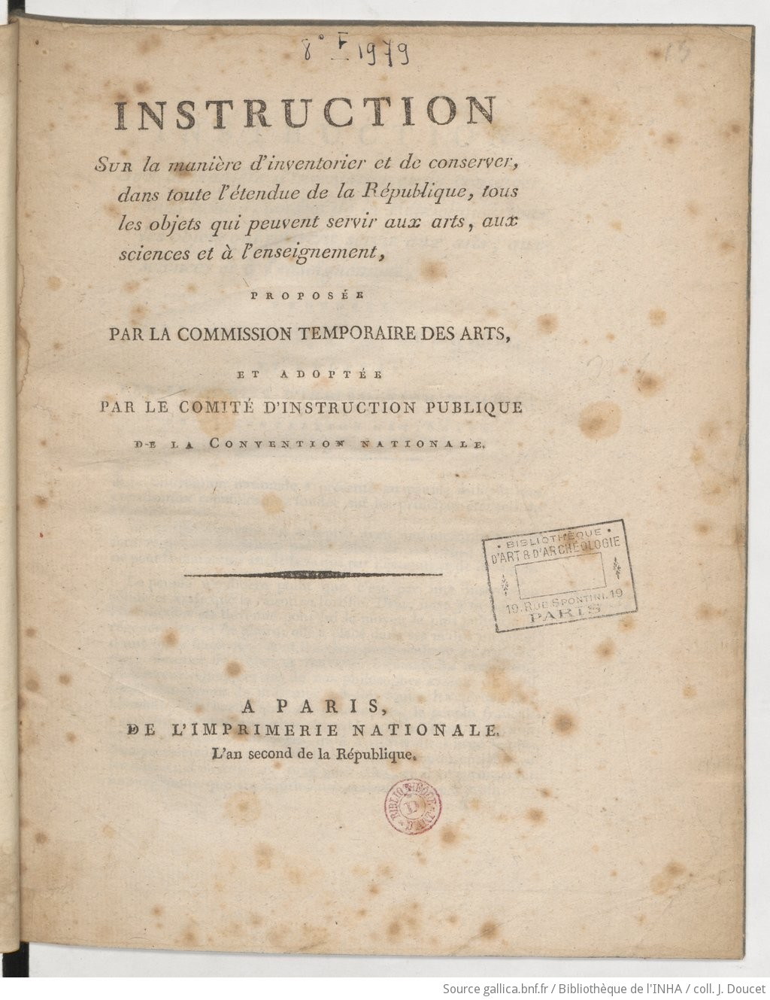 8° F 1979
15
INSTRUCTION
SUR la manière d'inventorier et de conserver,
dans toute l'étendue de la République, tous
les objets qui peuvent servir aux arts, aux
sciences et à l'enseignement,
PROPOSÉE
PAR LA COMMISSION TEMPORAIRE DES ARTS,
ET ADOPTÉE
PAR LE COMITÉ D'INSTRUCTION PUBLIQUE
DE LA CONVENTION NATIONALE.
BIBLIOTHÈQUE
D'ART & D'ARCHÉOLOGIE
19. RUE SPONTINI. 19
PARIS
A PARIS,
DE L'IMPRIMERIE NATIONALE.
L'an second de la République.
BIBLIOTHÈQUE D'ART
D
Source gallica.bnf.fr / Bibliothèque de l'INHA / coll. J. Doucet